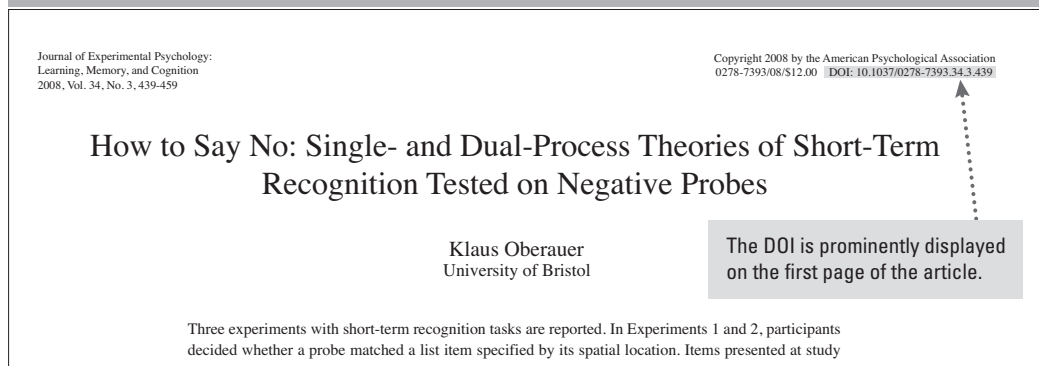 Journal of Experimental Psychology:
Learning, Memory, and Cognition
2008, Vol. 34, No. 3, 439-459
Copyright 2008 by the American Psychological Association
0278-7393/08/$12.00 DOI: 10.1037/0278-7393.34.3.439
How to Say No: Single- and Dual-Process Theories of Short-Term
Recognition Tested on Negative Probes
Klaus Oberauer
University of Bristol
The DOI is prominently displayed
on the first page of the article.
Three experiments with short-term recognition tasks are reported. In Experiments 1 and 2, participants
decided whether a probe matched a list item specified by its spatial location. Items presented at study